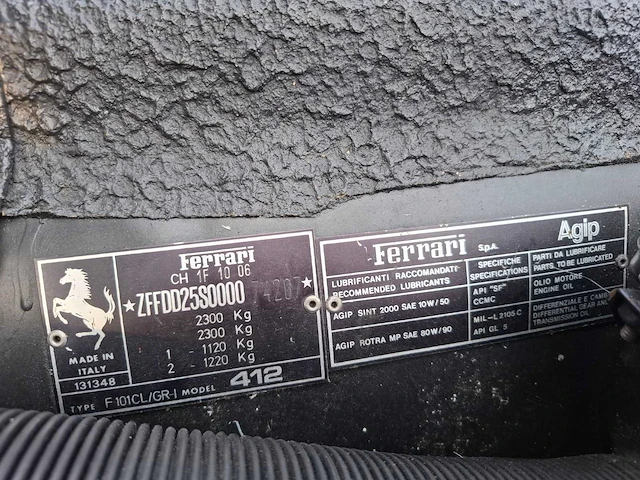 Ferrari
CH 1F 10 06
*ZFFDD25S000074207*
2300 Kg
2300 Kg
1 - 1120 Kg
2 - 1220 Kg
MADE IN
ITALY
131348
TYPE F101CL/GR-I MODEL 412
Ferrari SpA
Agip
LUBRIFICANTI RACCOMANDATI
RECOMMENDED LUBRICANTS
SPECIFICHE
SPECIFICATIONS
PARTI DA LUBRIFICARE
PARTS TO BE LUBRICATED
AGIP SINT 2000 SAE 10W/50
API "SF"
CCMC
OLIO MOTORE
ENGINE OIL
AGIP ROTRA MP SAE 80W/90
MIL-L 2105 C
API GL 5
DIFFERENZIALE E CAMBIO
DIFFERENTIAL GEAR AND
TRANSMISSION OIL